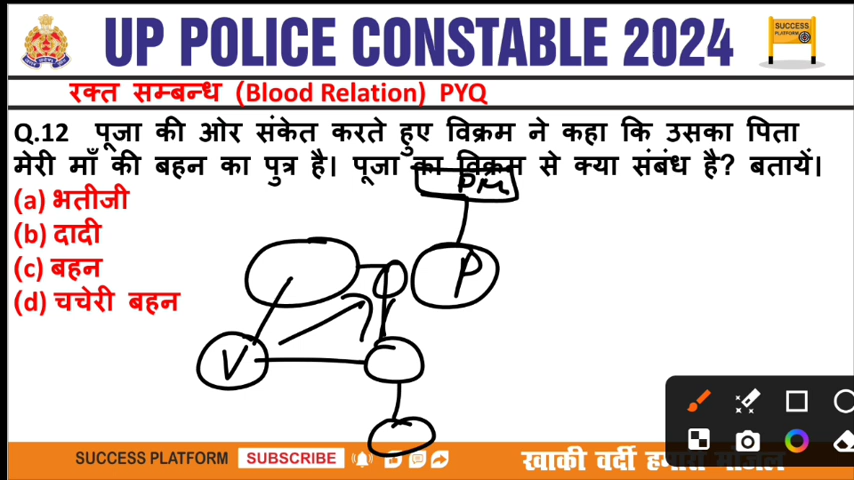 UP POLICE CONSTABLE 2024
SUCCESS
PLATFORM
रक्त सम्बन्ध (Blood Relation) PYQ
Q.12 पूजा की ओर संकेत करते हुए विक्रम ने कहा कि उसका पिता
मेरी माँ की बहन का पुत्र है। पूजा का विक्रम से क्या संबंध है? बतायें।
(a) भतीजी
(b) दादी
(c) बहन
(d) चचेरी बहन
P
V
SUCCESS PLATFORM SUBSCRIBE
खाकी वर्दी हमारी मंजिल